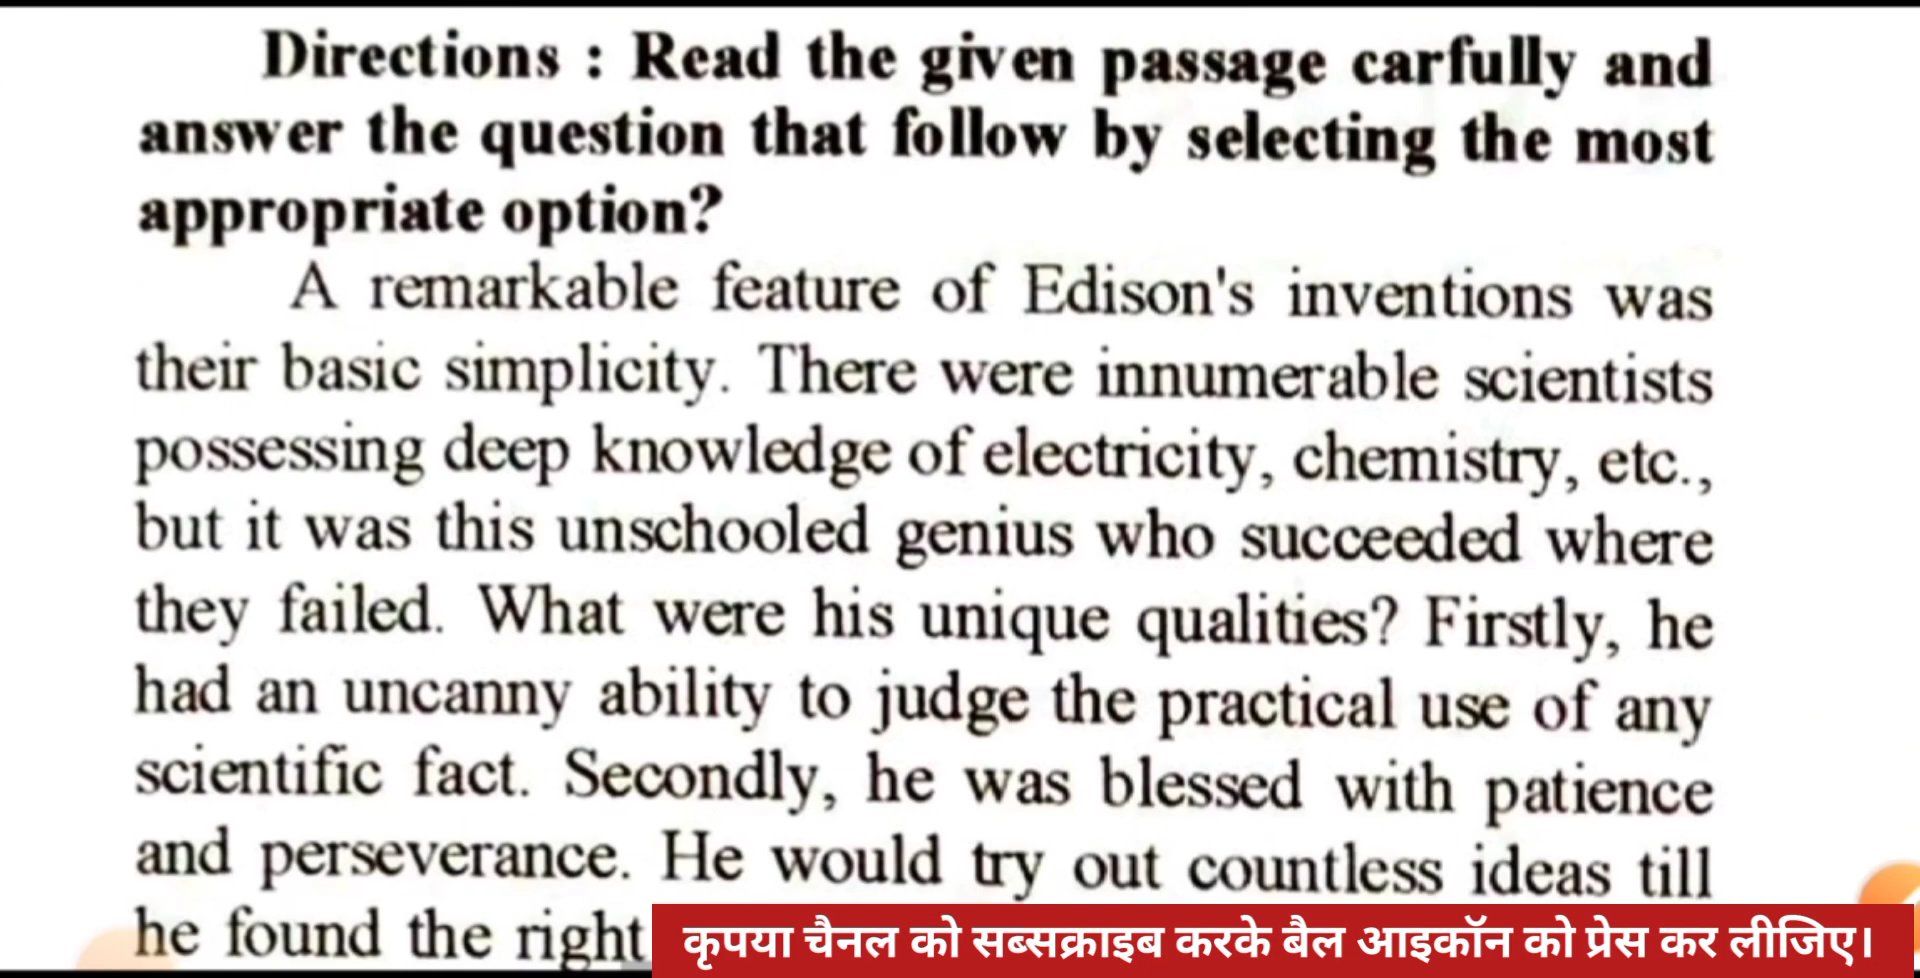 Directions : Read the given passage carfully and
answer the question that follow by selecting the most
appropriate option?
A remarkable feature of Edison's inventions was
their basic simplicity. There were innumerable scientists
possessing deep knowledge of electricity, chemistry, etc.,
but it was this unschooled genius who succeeded where
they failed. What were his unique qualities? Firstly, he
had an uncanny ability to judge the practical use of any
scientific fact. Secondly, he was blessed with patience
and perseverance. He would try out countless ideas till
he found the right
कृपया चैनल को सब्सक्राइब करके बैल आइकॉन को प्रेस कर लीजिए।